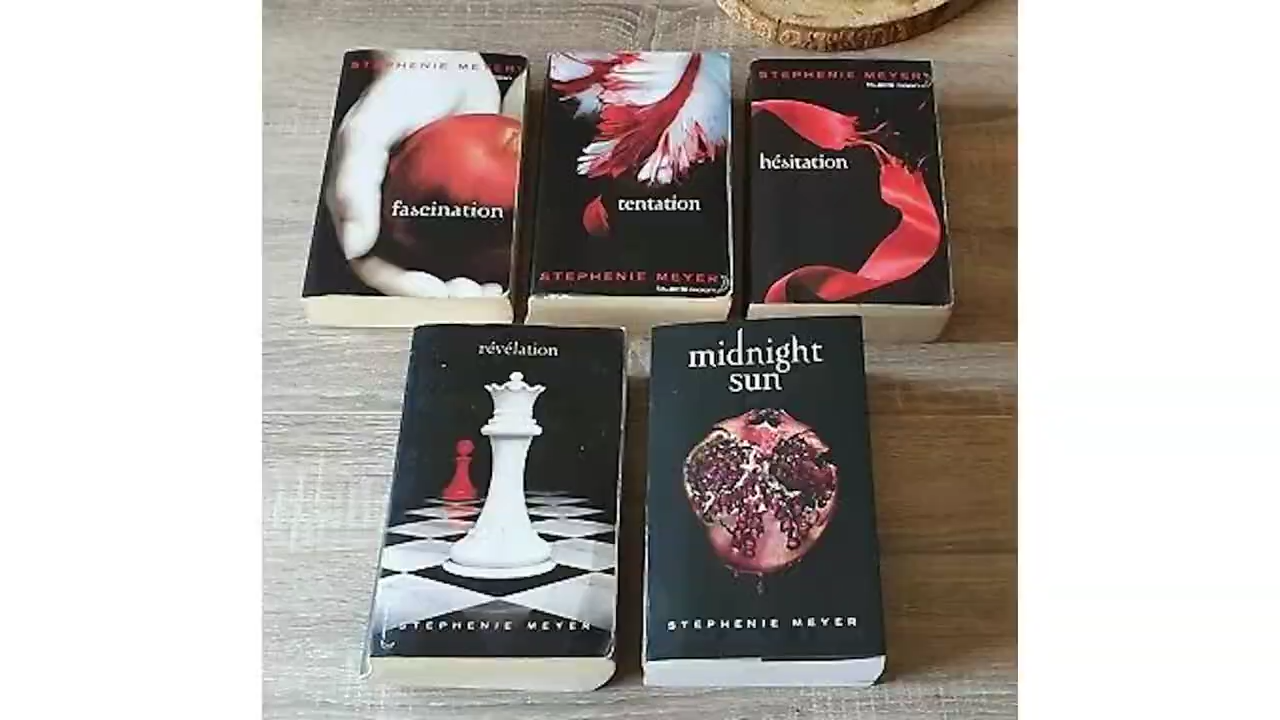 STEPHENIE MEYER
fascination
tentation
STEPHENIE MEYER
STEPHENIE MEYER
hésitation
révélation
STEPHENIE MEYER
midnight
sun
STEPHENIE MEYER